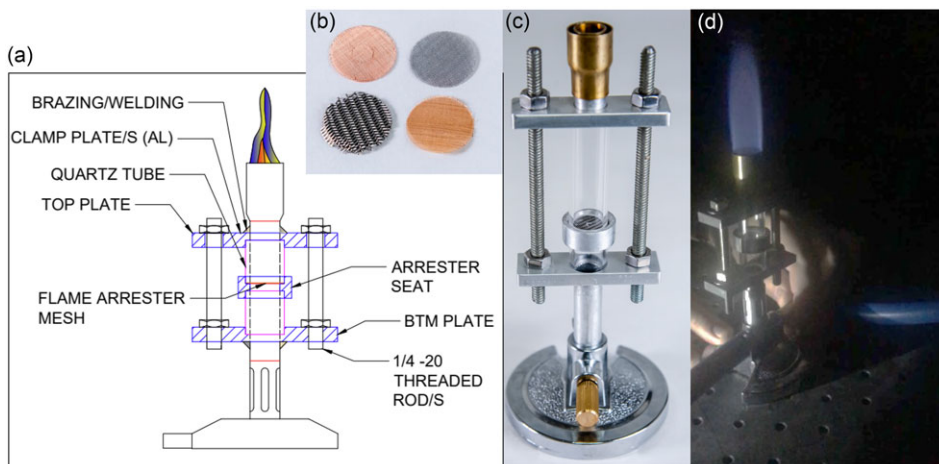 (a)
BRAZING/WELDING
CLAMP PLATE/S (AL)
QUARTZ TUBE
TOP PLATE
FLAME ARRESTER
MESH
ARRESTER
SEAT
BTM PLATE
1/4 -20
THREADED
ROD/S
(b)
(c)
(d)